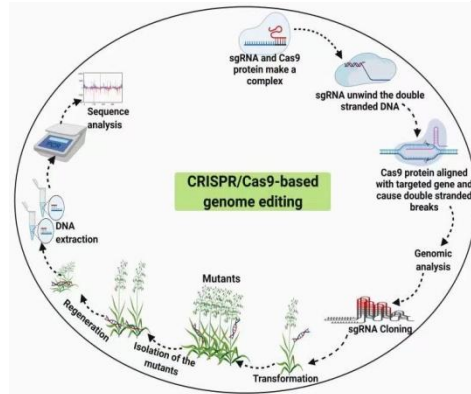 sgRNA and Cas9
protein make a
complex
sgRNA unwind the double
stranded DNA
Cas9 protein aligned
with targeted gene and
cause double stranded
breaks
Genomic
analysis
sgRNA Cloning
Transformation
Mutants
Isolation of the
mutants
Regeneration
DNA
extraction
Sequence
analysis
CRISPR/Cas9-based
genome editing